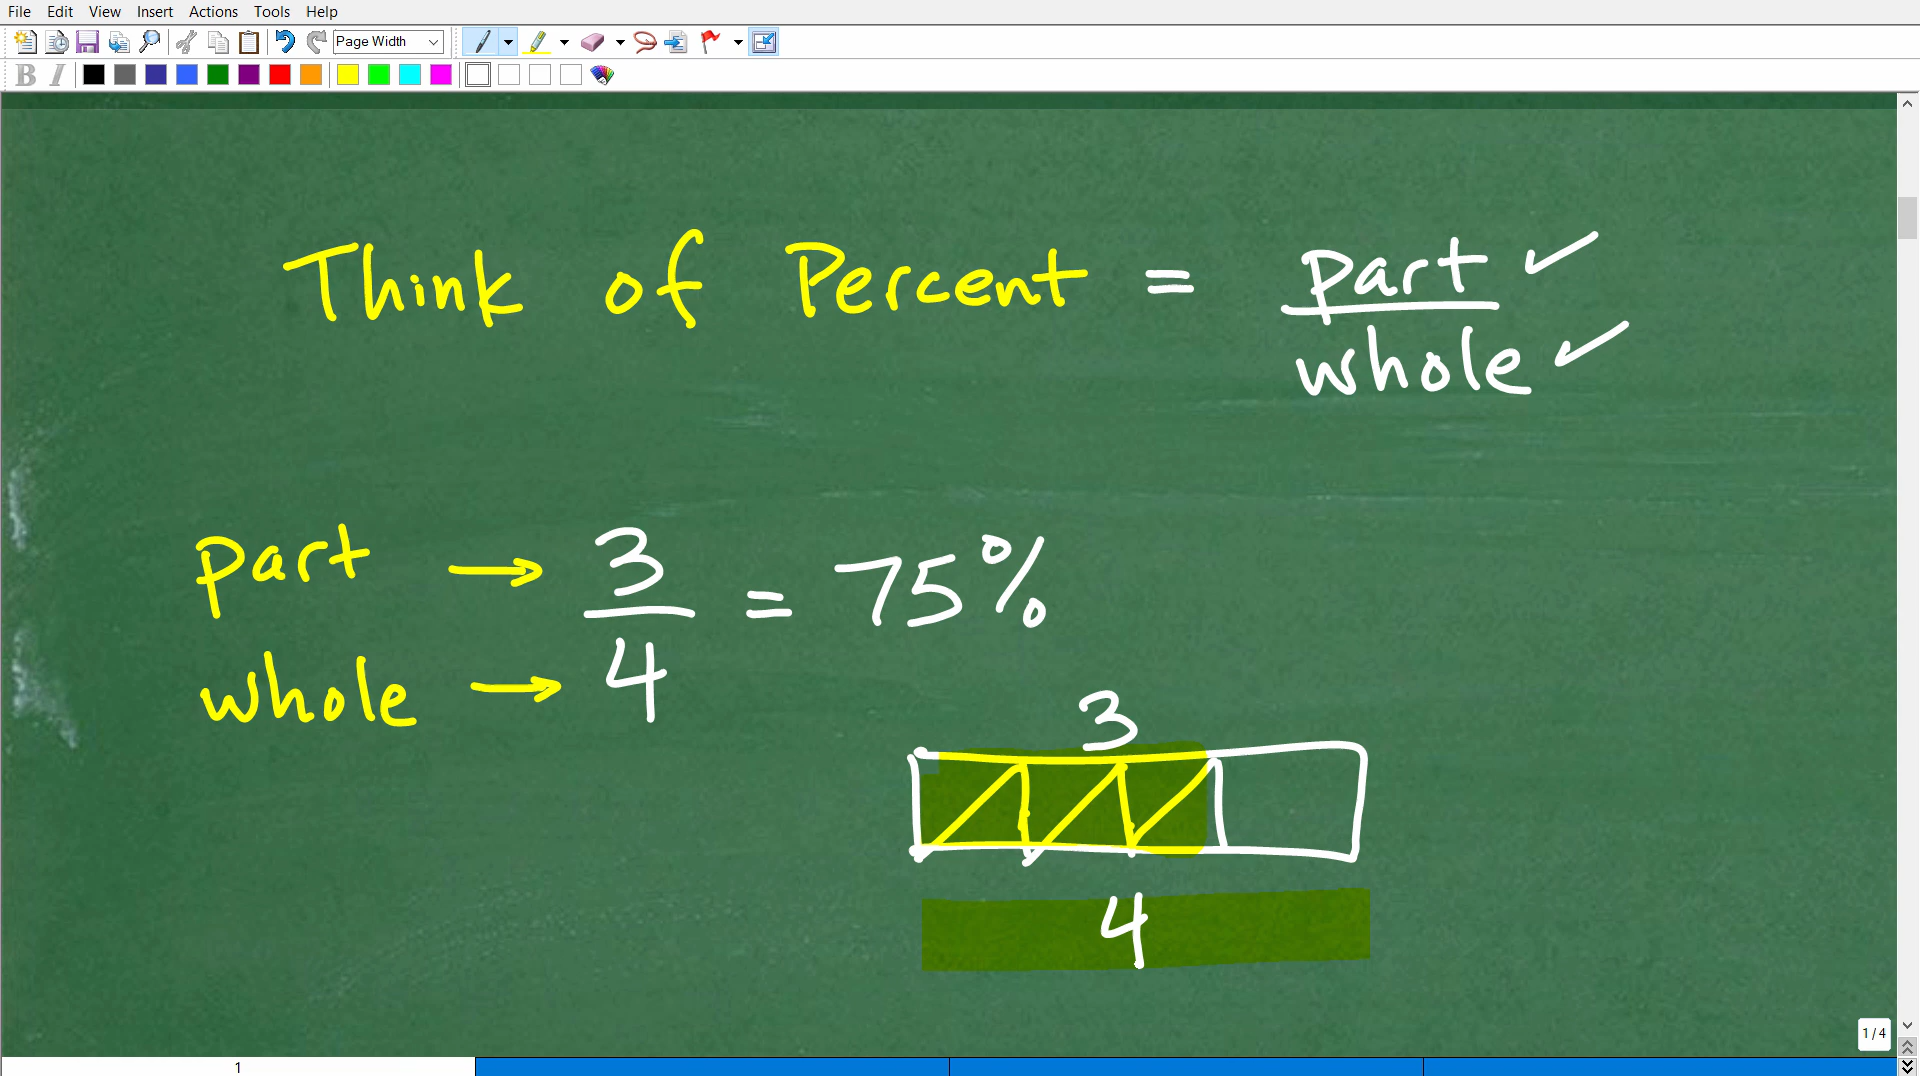 File Edit View Insert Actions Tools Help
Page Width
B I
Think of Percent = part
whole
part → 3
= 75%
whole → 4
3
4
1 / 4
1